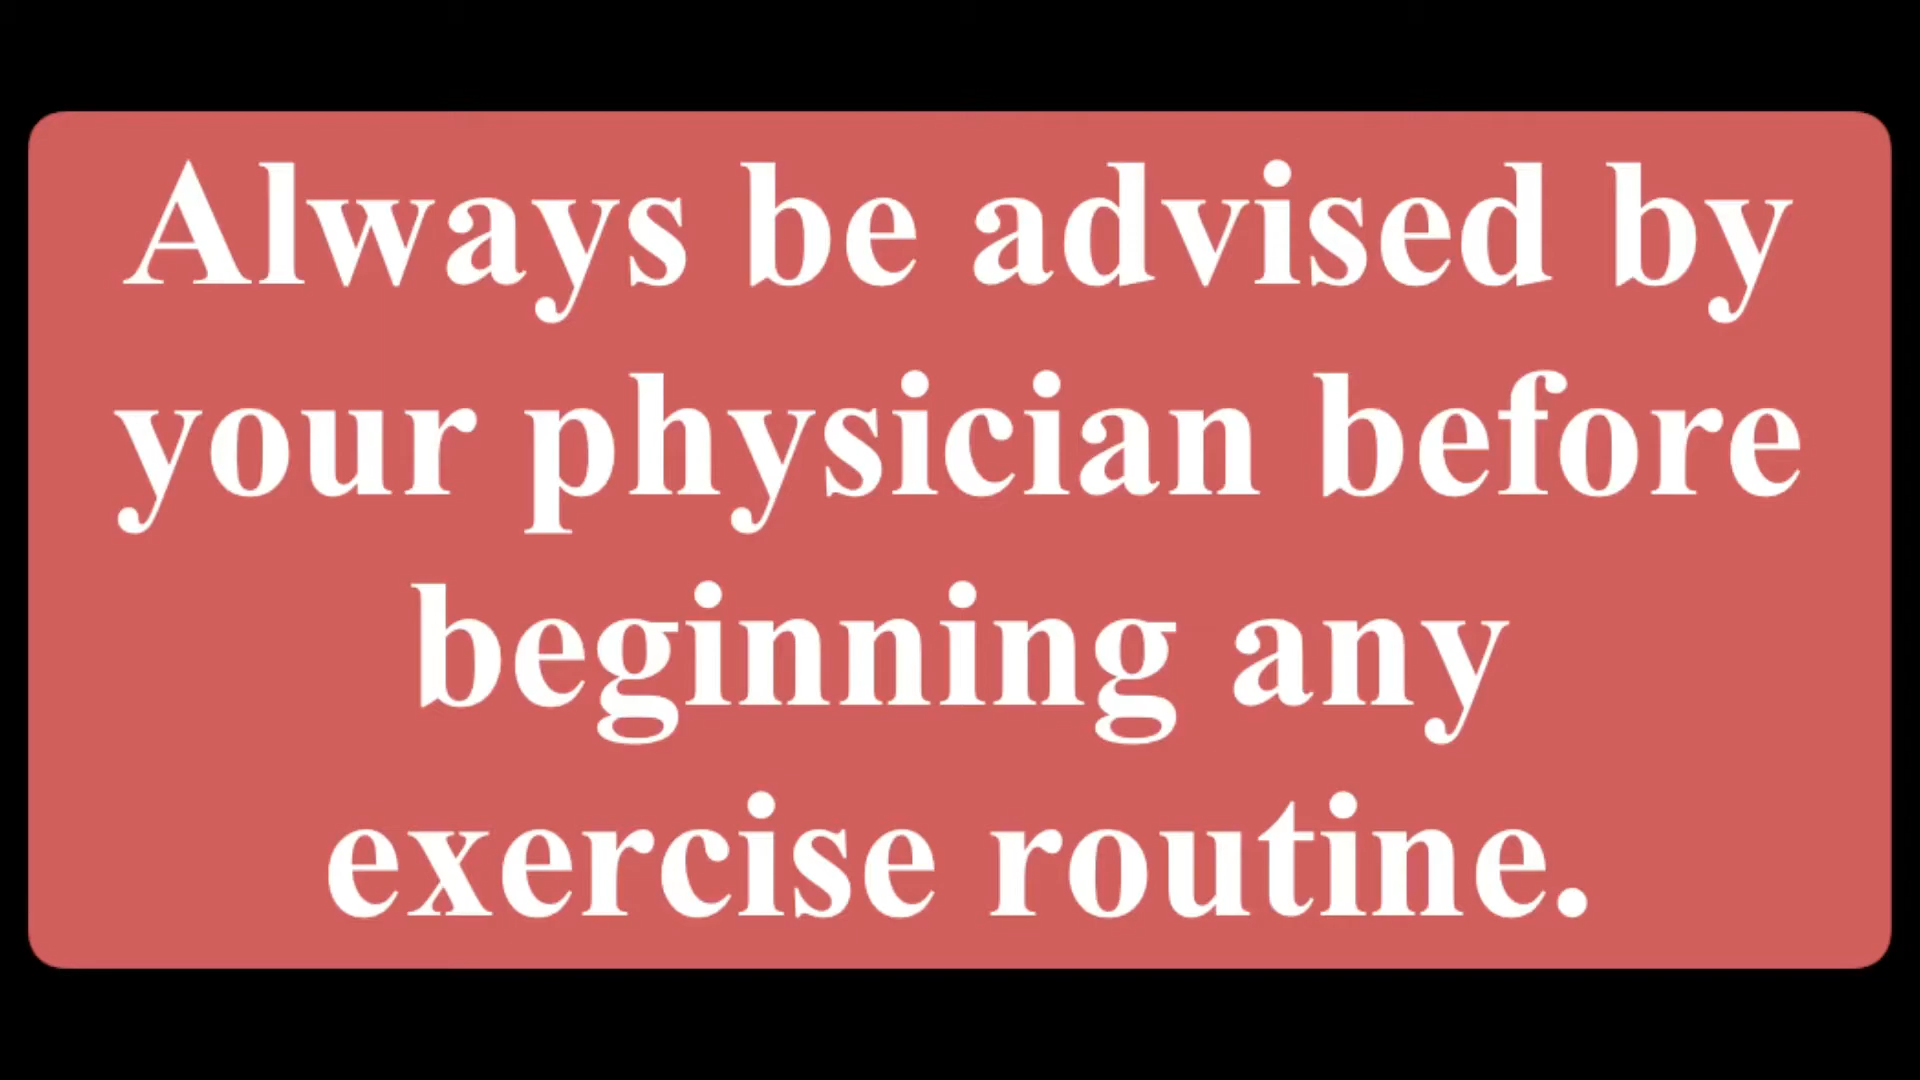 Always be advised by
your physician before
beginning any
exercise routine.